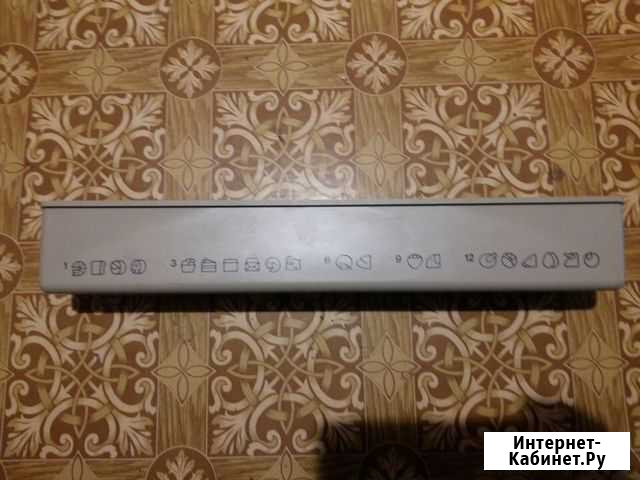 1 3 6 9 12
Интернет-
Кабинет.Ру